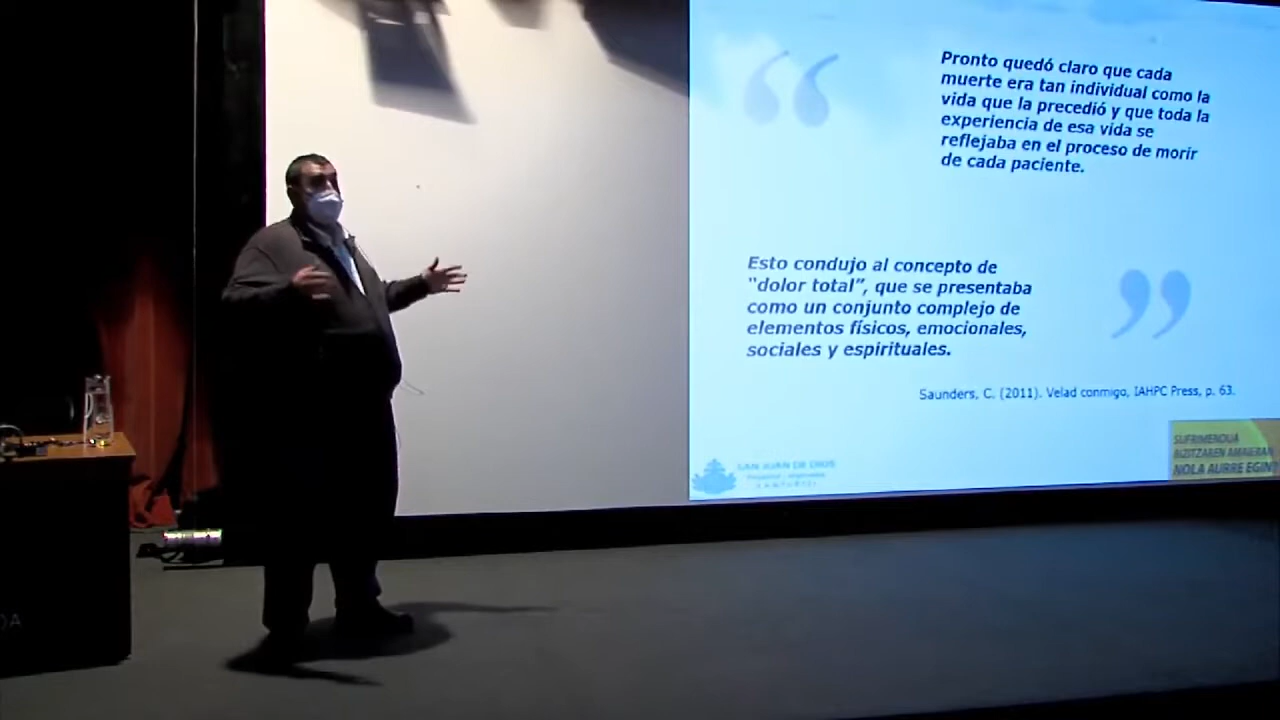 Pronto quedó claro que cada
muerte era tan individual como la
vida que la precedió y que toda la
experiencia de esa vida se
reflejaba en el proceso de morir
de cada paciente.
Esto condujo al concepto de
"dolor total”, que se presentaba
como un conjunto complejo de
elementos físicos, emocionales,
sociales y espirituales.
Saunders, C. (2011). Velad conmigo, IAHPC Press, p. 63.
SAN JUAN DE DIOS
SUFRIMENDUA
BIZITZAREN AMAIERAN
NOLA AURRE EGIN